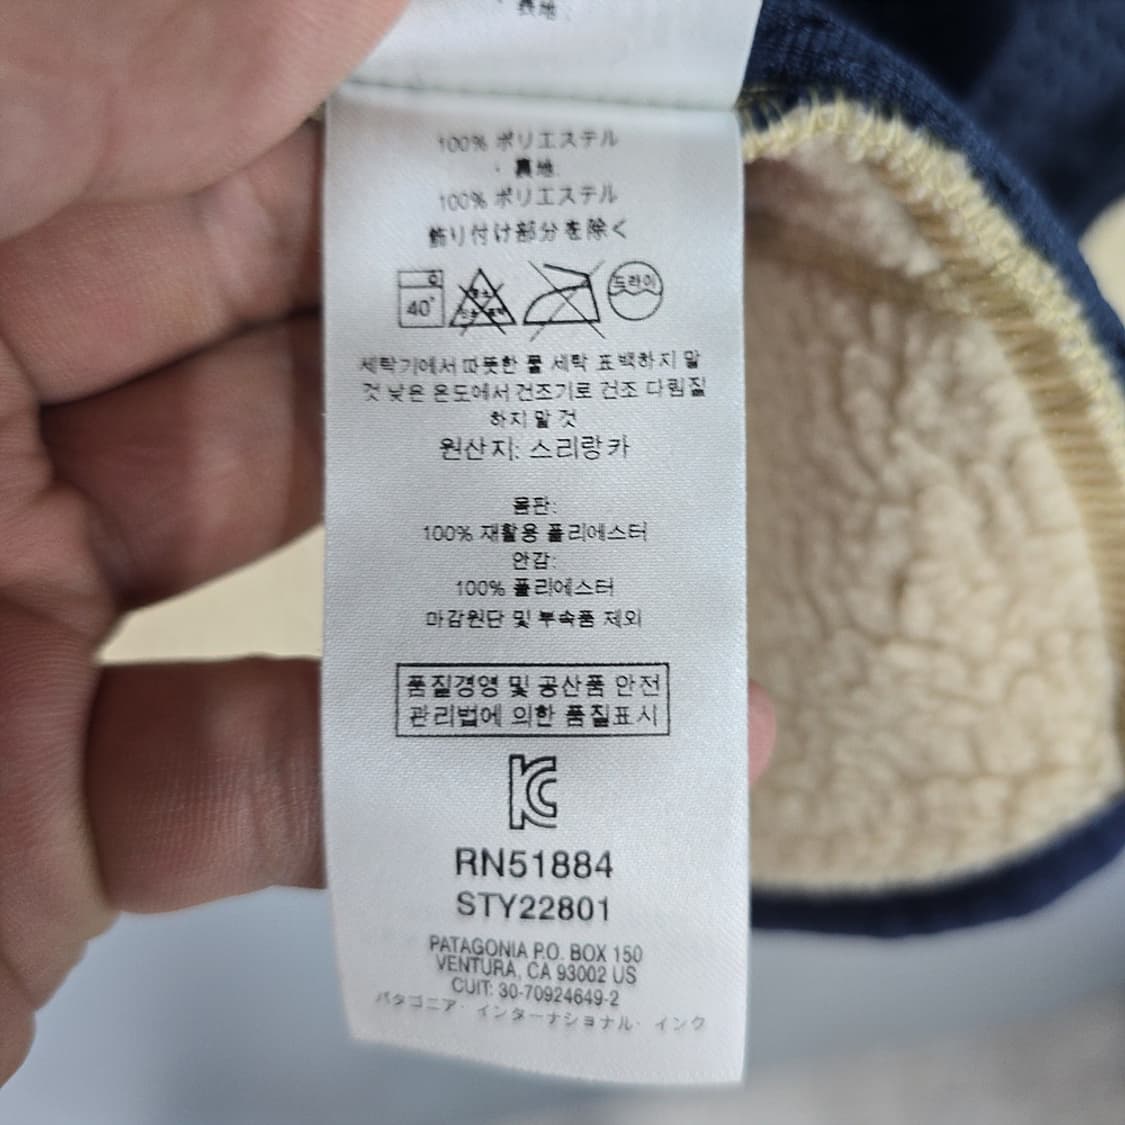 表地:
100% ポリエステル
・裏地
100% ポリエステル
飾り付け部分を除く
40°
드라이
세탁기에서 따뜻한 물 세탁 표백하지 말
것 낮은 온도에서 건조기로 건조 다림질
하지 말 것
원산지: 스리랑카
몸판:
100% 재활용 폴리에스터
안감:
100% 폴리에스터
마감원단 및 부속품 제외
품질경영 및 공산품 안전
관리법에 의한 품질표시
KC
RN51884
STY22801
PATAGONIA P.O. BOX 150
VENTURA, CA 93002 US
CUIT: 30-70924649-2
パタゴニア・インターナショナル・インク